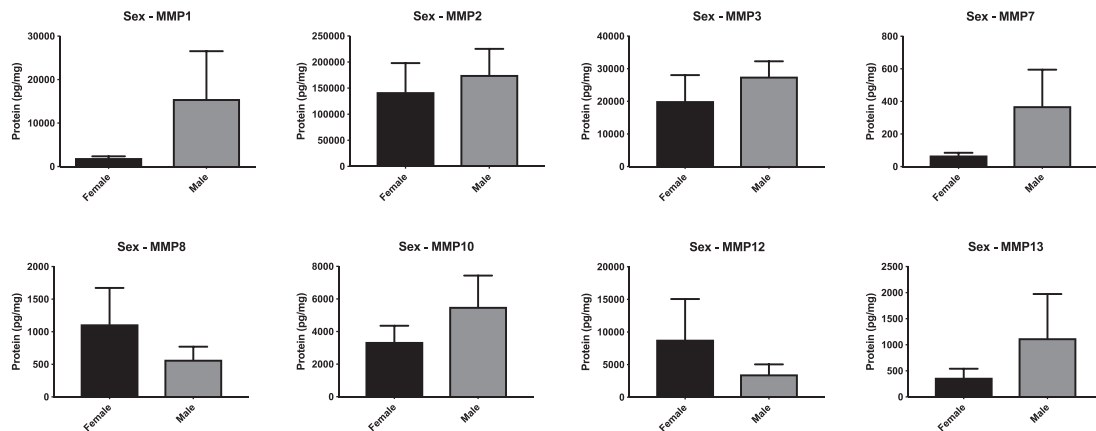 Sex - MMP1
Protein (pg/mg)
30000
20000
10000
0
Female
Male
Sex - MMP2
Protein (pg/mg)
250000
200000
150000
100000
50000
0
Female
Male
Sex - MMP3
Protein (pg/mg)
40000
30000
20000
10000
0
Female
Male
Sex - MMP7
Protein (pg/mg)
800
600
400
200
0
Female
Male
Sex - MMP8
Protein (pg/mg)
2000
1500
1000
500
0
Female
Male
Sex - MMP10
Protein (pg/mg)
8000
6000
4000
2000
0
Female
Male
Sex - MMP12
Protein (pg/mg)
20000
15000
10000
5000
0
Female
Male
Sex - MMP13
Protein (pg/mg)
2500
2000
1500
1000
500
0
Female
Male